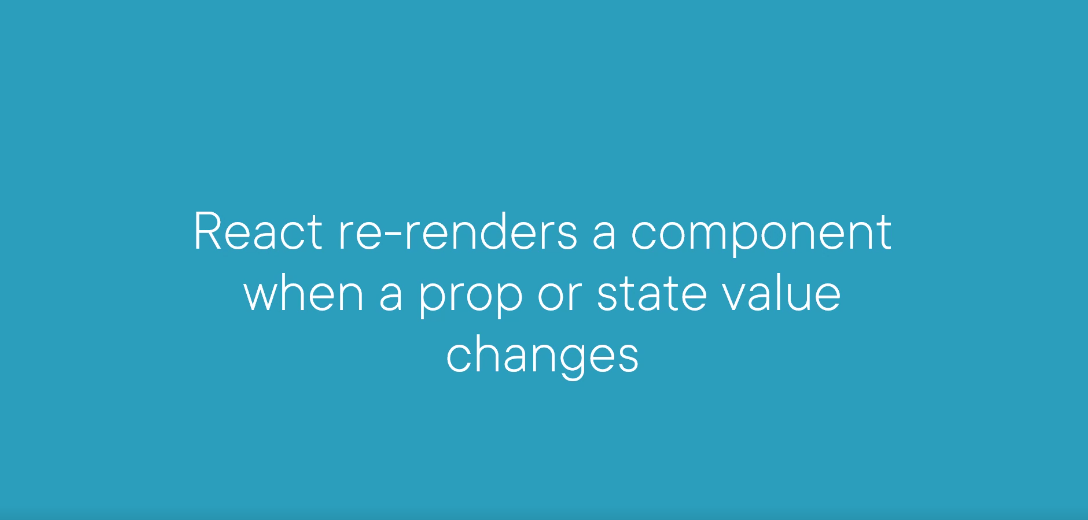 React re-renders a component
when a prop or state value
changes